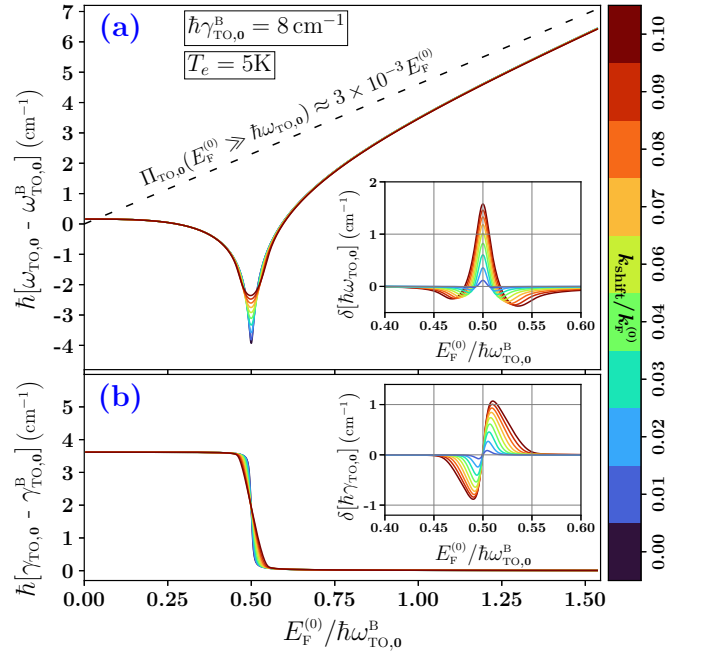 (a)
ħγ^B_TO,0 = 8 cm⁻¹
T_e = 5K
Π_TO,0(E_F^(0) ≫ ħω_TO,0) ≈ 3 × 10⁻³ E_F^(0)
ħ[ω_TO,0 - ω^B_TO,0] (cm⁻¹)
7
6
5
4
3
2
1
0
-1
-2
-3
-4
δ[ħω_TO,0] (cm⁻¹)
2
1
0
0.40 0.45 0.50 0.55 0.60
E_F^(0)/ħω^B_TO,0
(b)
ħ[γ_TO,0 - γ^B_TO,0] (cm⁻¹)
5
4
3
2
1
0
δ[ħγ_TO,0] (cm⁻¹)
1
0
-1
0.40 0.45 0.50 0.55 0.60
E_F^(0)/ħω^B_TO,0
0.00 0.25 0.50 0.75 1.00 1.25 1.50
E_F^(0)/ħω^B_TO,0
0.10
0.09
0.08
0.07
0.06
0.04
0.03
0.02
0.01
0.00
k_shift/k_F^(0)